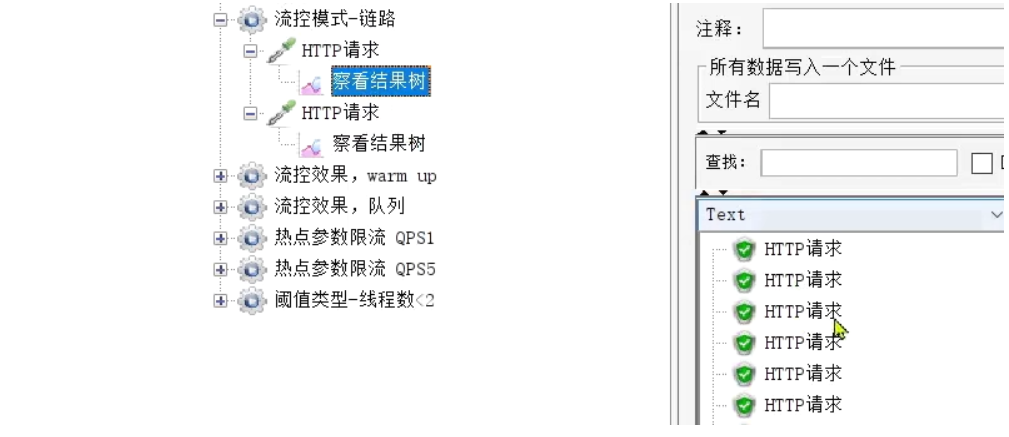 流控模式-链路
HTTP请求
察看结果树
HTTP请求
察看结果树
流控效果，warm up
流控效果，队列
热点参数限流 QPS1
热点参数限流 QPS5
阈值类型-线程数<2
注释：
所有数据写入一个文件
文件名
查找：
Text
HTTP请求
HTTP请求
HTTP请求
HTTP请求
HTTP请求
HTTP请求